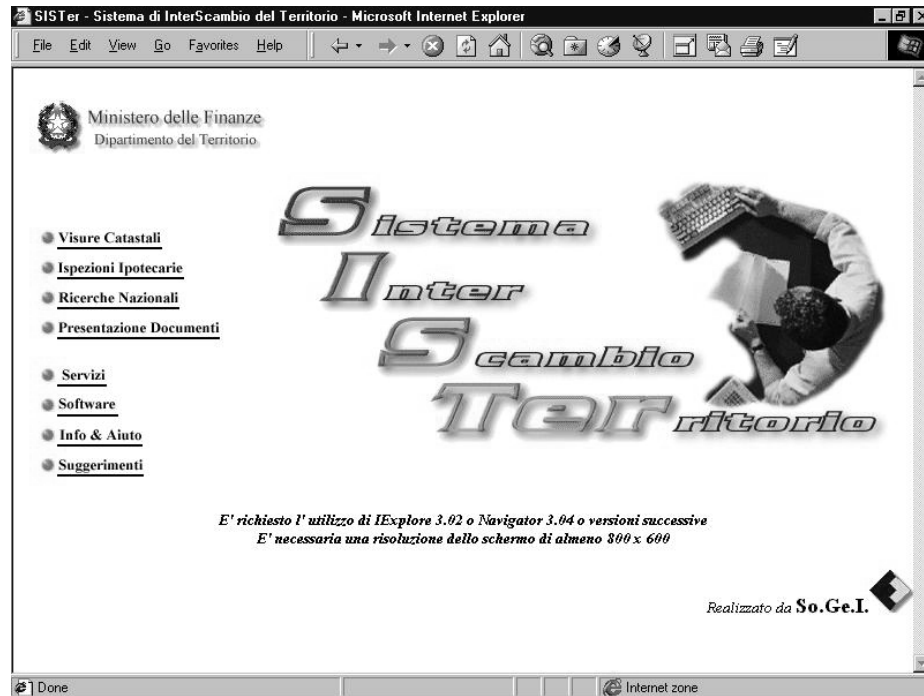 SISTer - Sistema di InterScambio del Territorio - Microsoft Internet Explorer
File Edit View Go Favorites Help
Ministero delle Finanze
Dipartimento del Territorio
Visure Catastali
Ispezioni Ipotecarie
Ricerche Nazionali
Presentazione Documenti
Servizi
Software
Info & Aiuto
Suggerimenti
Sistema
Inter
Scambio
TeRritorio
E' richiesto l' utilizzo di IExplore 3.02 o Navigator 3.04 o versioni successive
E' necessaria una risoluzione dello schermo di almeno 800 x 600
Realizzato da So.Ge.I.
Done
Internet zone